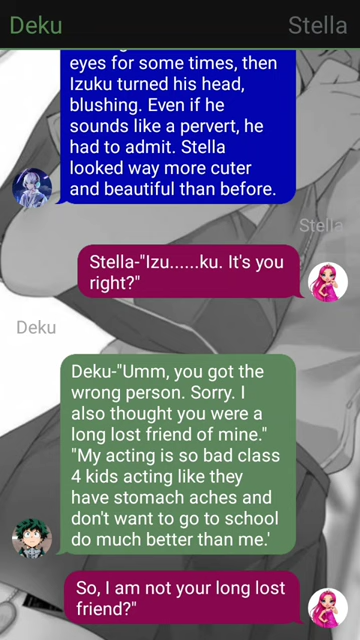 Deku Stella
eyes for some times, then
Izuku turned his head,
blushing. Even if he
sounds like a pervert, he
had to admit. Stella
looked way more cuter
and beautiful than before.
Stella
Stella-"Izu......ku. It's you
right?"
Deku
Deku-"Umm, you got the
wrong person. Sorry. I
also thought you were a
long lost friend of mine."
"My acting is so bad class
4 kids acting like they
have stomach aches and
don't want to go to school
do much better than me.'
So, I am not your long lost
friend?"